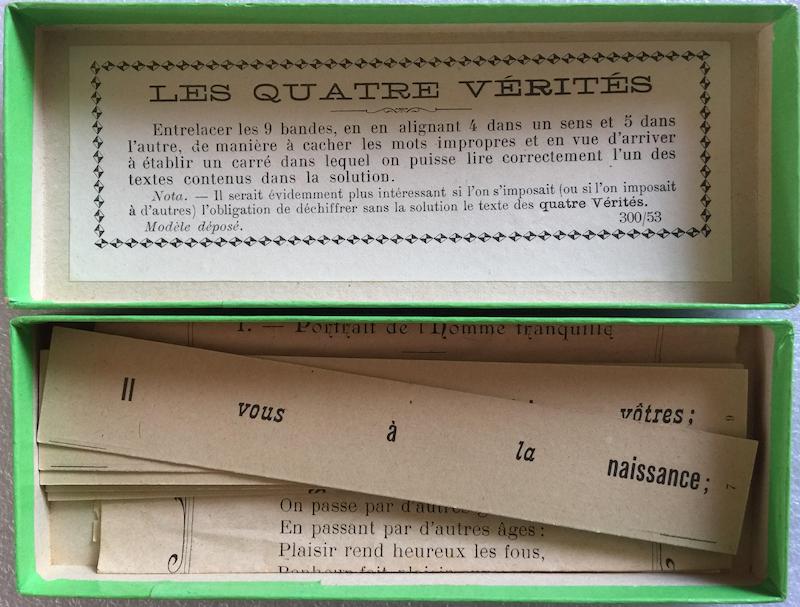 LES QUATRE VÉRITÉS
Entrelacer les 9 bandes, en en alignant 4 dans un sens et 5 dans
l'autre, de manière à cacher les mots impropres et en vue d'arriver
à établir un carré dans lequel on puisse lire correctement l'un des
textes contenus dans la solution.
Nota. — Il serait évidemment plus intéressant si l'on s'imposait (ou si l'on imposait
à d'autres) l'obligation de déchiffrer sans la solution le texte des quatre Vérités.
300/53
Modèle déposé.
I. — Portrait de l'Homme tranquille
vôtres;
9
Il vous à la naissance;
7
On passe par d'autres
En passant par d'autres âges:
Plaisir rend heureux les fous,
Bonheur fait plaisir